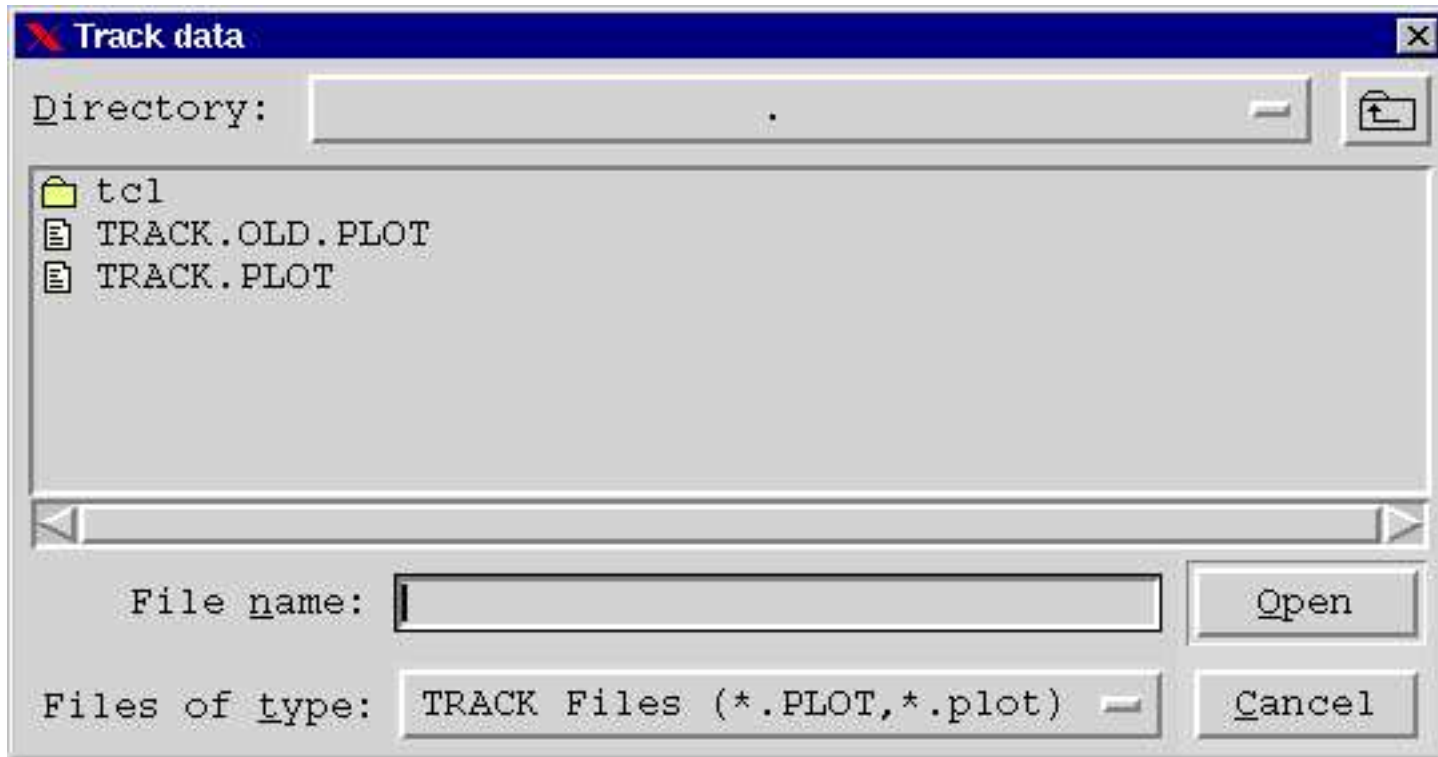 Track data
Directory: .
tcl
TRACK.OLD.PLOT
TRACK.PLOT
File name: Open
Files of type: TRACK Files (*.PLOT,*.plot) Cancel